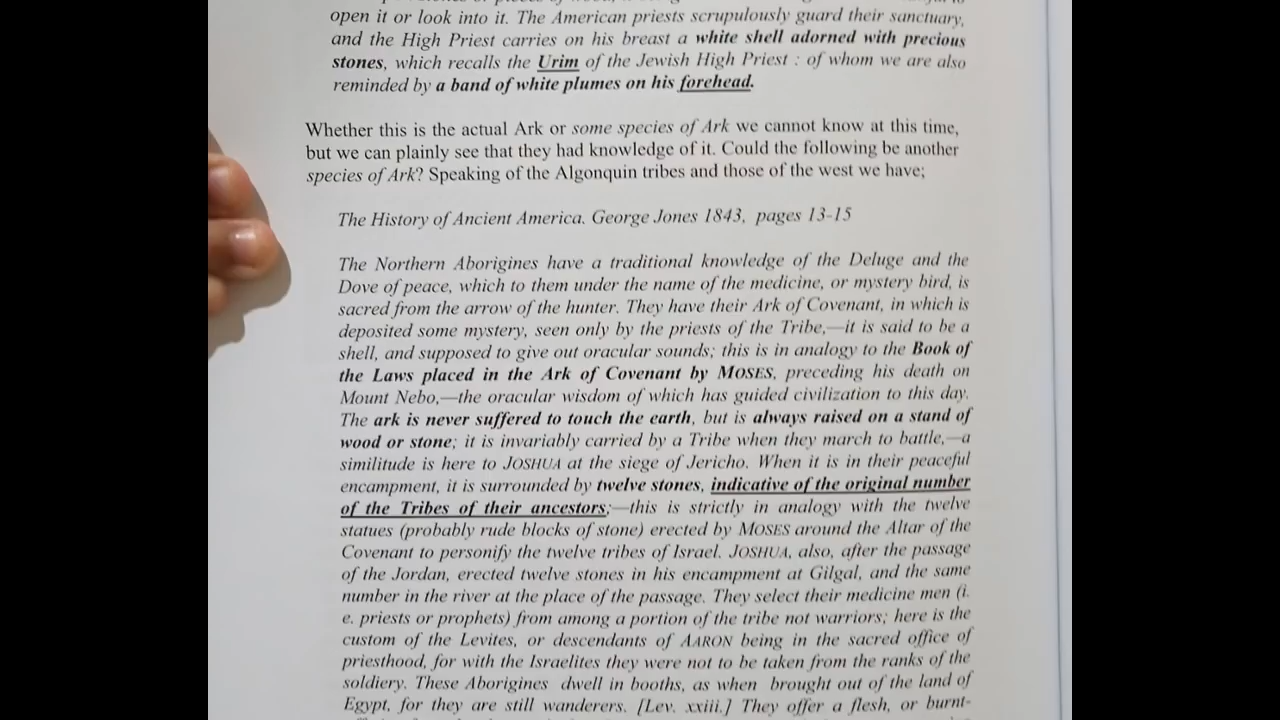 open it or look into it. The American priests scrupulously guard their sanctuary,
and the High Priest carries on his breast a white shell adorned with precious
stones, which recalls the Urim of the Jewish High Priest : of whom we are also
reminded by a band of white plumes on his forehead.
Whether this is the actual Ark or some species of Ark we cannot know at this time,
but we can plainly see that they had knowledge of it. Could the following be another
species of Ark? Speaking of the Algonquin tribes and those of the west we have;
The History of Ancient America. George Jones 1843, pages 13-15
The Northern Aborigines have a traditional knowledge of the Deluge and the
Dove of peace, which to them under the name of the medicine, or mystery bird, is
sacred from the arrow of the hunter. They have their Ark of Covenant, in which is
deposited some mystery, seen only by the priests of the Tribe,—it is said to be a
shell, and supposed to give out oracular sounds; this is in analogy to the Book of
the Laws placed in the Ark of Covenant by MOSES, preceding his death on
Mount Nebo,—the oracular wisdom of which has guided civilization to this day.
The ark is never suffered to touch the earth, but is always raised on a stand of
wood or stone; it is invariably carried by a Tribe when they march to battle,—a
similitude is here to JOSHUA at the siege of Jericho. When it is in their peaceful
encampment, it is surrounded by twelve stones, indicative of the original number
of the Tribes of their ancestors;—this is strictly in analogy with the twelve
statues (probably rude blocks of stone) erected by MOSES around the Altar of the
Covenant to personify the twelve tribes of Israel. JOSHUA, also, after the passage
of the Jordan, erected twelve stones in his encampment at Gilgal, and the same
number in the river at the place of the passage. They select their medicine men (i.
e. priests or prophets) from among a portion of the tribe not warriors; here is the
custom of the Levites, or descendants of AARON being in the sacred office of
priesthood, for with the Israelites they were not to be taken from the ranks of the
soldiery. These Aborigines dwell in booths, as when brought out of the land of
Egypt, for they are still wanderers. [Lev. xxiii.] They offer a flesh, or burnt-